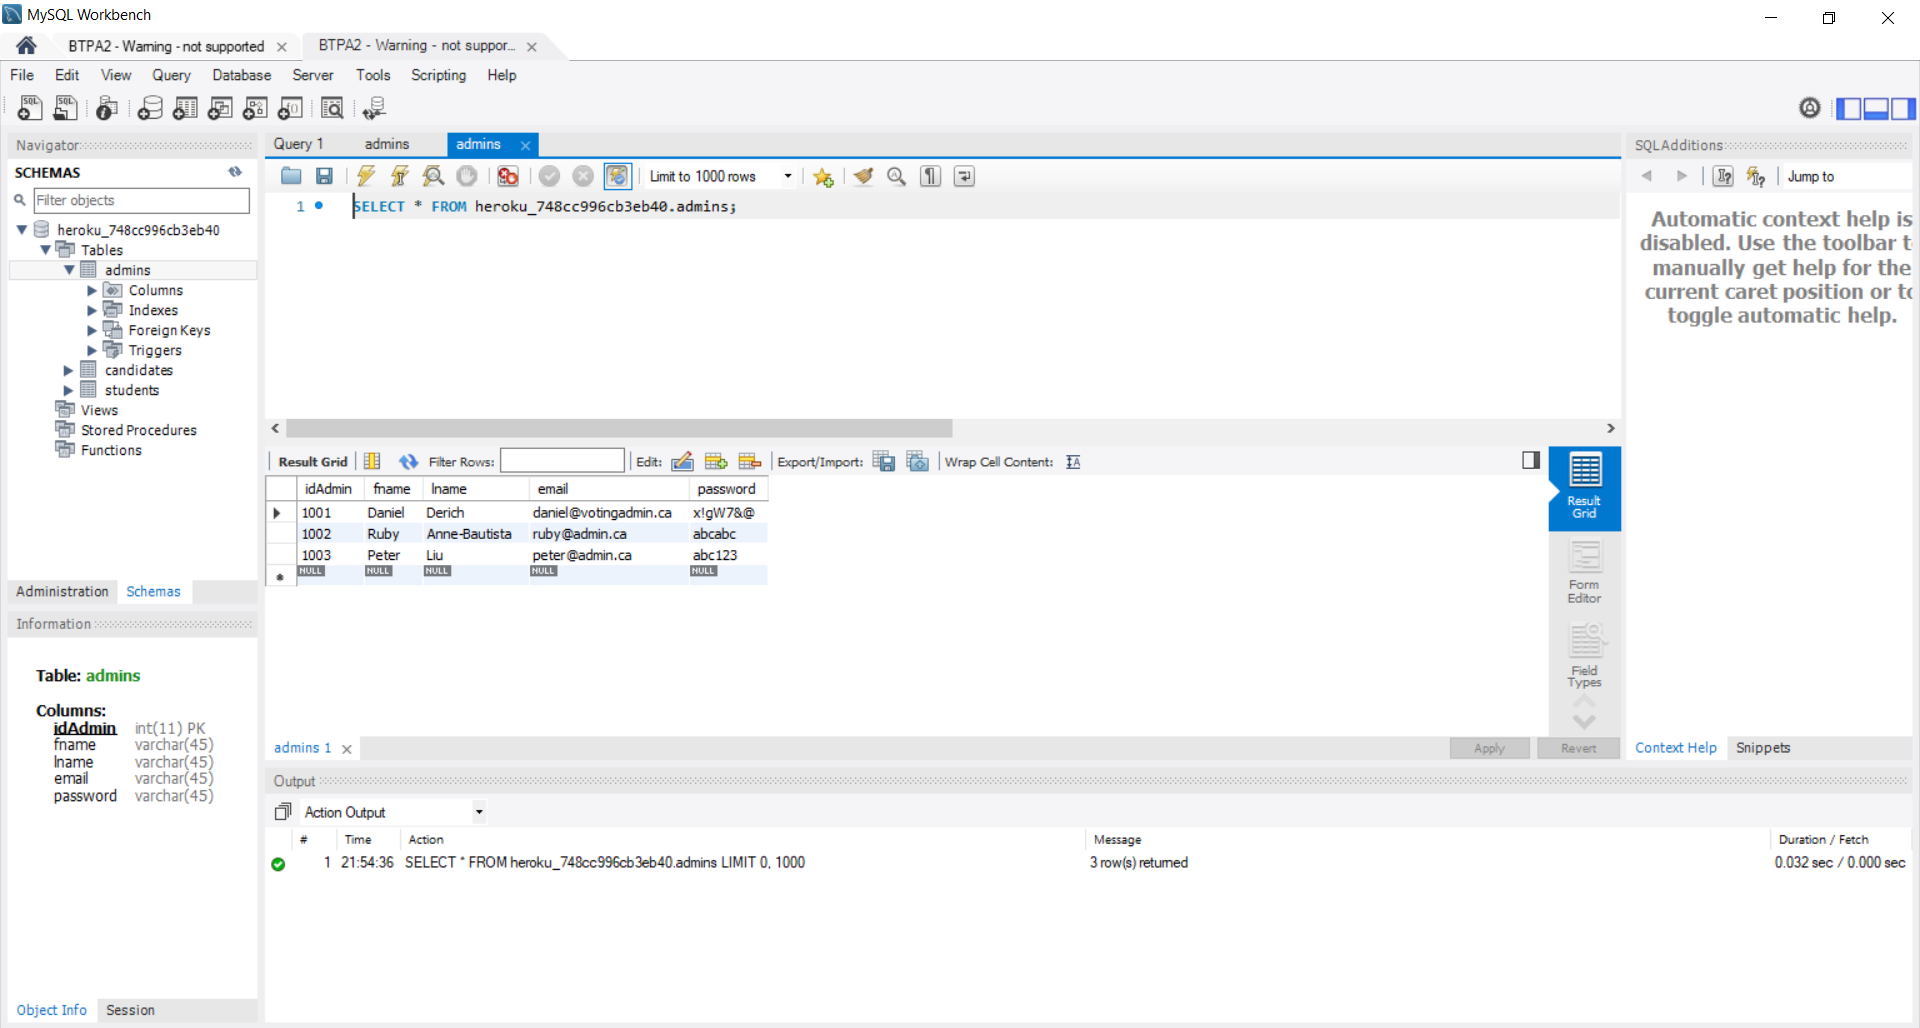 MySQL Workbench
BTPA2 - Warning - not supported
BTPA2 - Warning - not suppor...
File Edit View Query Database Server Tools Scripting Help
Navigator
SCHEMAS
Filter objects
heroku_748cc996cb3eb40
Tables
admins
Columns
Indexes
Foreign Keys
Triggers
candidates
students
Views
Stored Procedures
Functions
Administration Schemas
Information
Table: admins
Columns:
idAdmin int(11) PK
fname varchar(45)
lname varchar(45)
email varchar(45)
password varchar(45)
Object Info Session
Query 1 admins admins
Limit to 1000 rows
1 SELECT * FROM heroku_748cc996cb3eb40.admins;
Result Grid Filter Rows: Edit: Export/Import: Wrap Cell Content:
idAdmin fname lname email password
1001 Daniel Derich daniel@votingadmin.ca x!gW7&@
1002 Ruby Anne-Bautista ruby@admin.ca abcabc
1003 Peter Liu peter@admin.ca abc123
NULL NULL NULL NULL NULL
Result
Grid
Form
Editor
Field
Types
admins 1 Apply Revert
Output
Action Output
# Time Action Message Duration / Fetch
1 21:54:36 SELECT * FROM heroku_748cc996cb3eb40.admins LIMIT 0, 1000 3 row(s) returned 0.032 sec / 0.000 sec
SQLAdditions
Jump to
Automatic context help is
disabled. Use the toolbar t
manually get help for the
current caret position or to
toggle automatic help.
Context Help Snippets